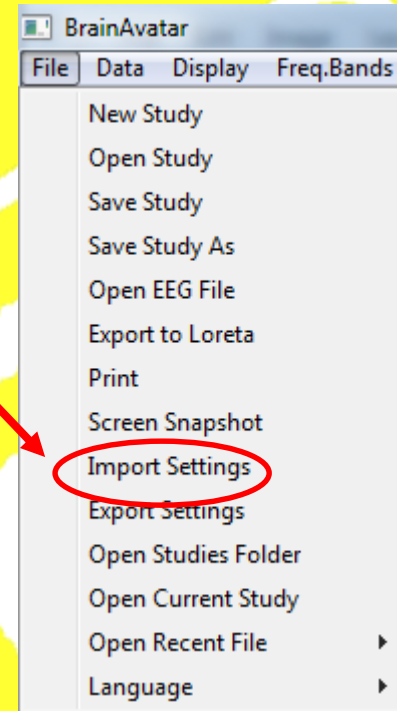 BrainAvatar
File Data Display Freq.Bands
New Study
Open Study
Save Study
Save Study As
Open EEG File
Export to Loreta
Print
Screen Snapshot
Import Settings
Export Settings
Open Studies Folder
Open Current Study
Open Recent File
Language